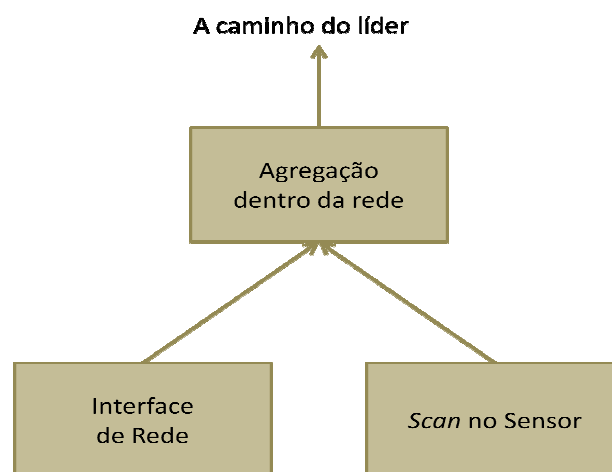 A caminho do líder
Agregação
dentro da rede
Interface
de Rede
Scan no Sensor